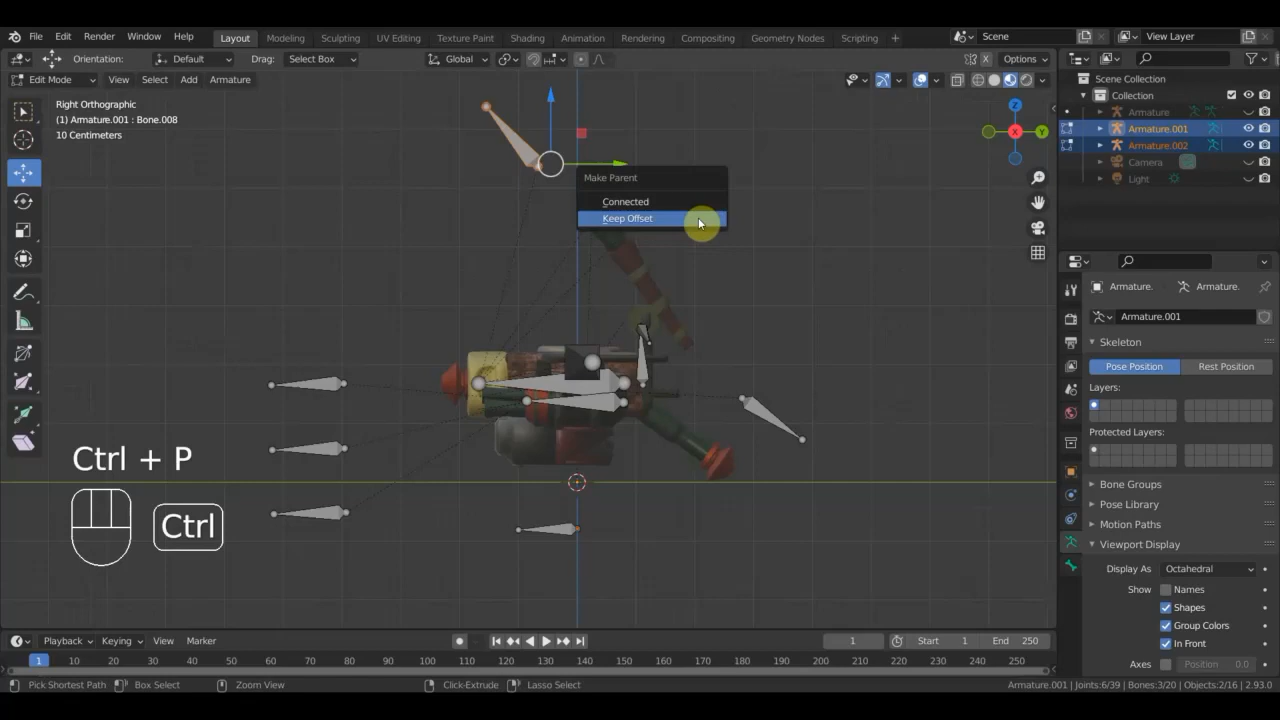 File Edit Render Window Help Layout Modeling Sculpting UV Editing Texture Paint Shading Animation Rendering Compositing Geometry Nodes Scripting + Scene View Layer
Orientation: Default Drag: Select Box Global Options
Edit Mode View Select Add Armature
Right Orthographic
(1) Armature.001 : Bone.008
10 Centimeters
Make Parent
Connected
Keep Offset
Z
Y
X
Scene Collection
Collection
Armature
Armature.001
Armature.002
Camera
Light
Armature. Armature.
Armature.001
Skeleton
Pose Position Rest Position
Layers:
Protected Layers:
Bone Groups
Pose Library
Motion Paths
Viewport Display
Display As Octahedral
Show Names
Shapes
Group Colors
In Front
Axes Position 0.0
Ctrl + P
Ctrl
Playback Keying View Marker 1 Start 1 End 250
1 10 20 30 40 50 60 70 80 90 100 110 120 130 140 150 160 170 180 190 200 210 220 230 240 250
Pick Shortest Path Box Select Zoom View Click-Extrude Lasso Select Armature.001 | Joints:6/39 | Bones:3/20 | Objects:2/16 | 2.93.0